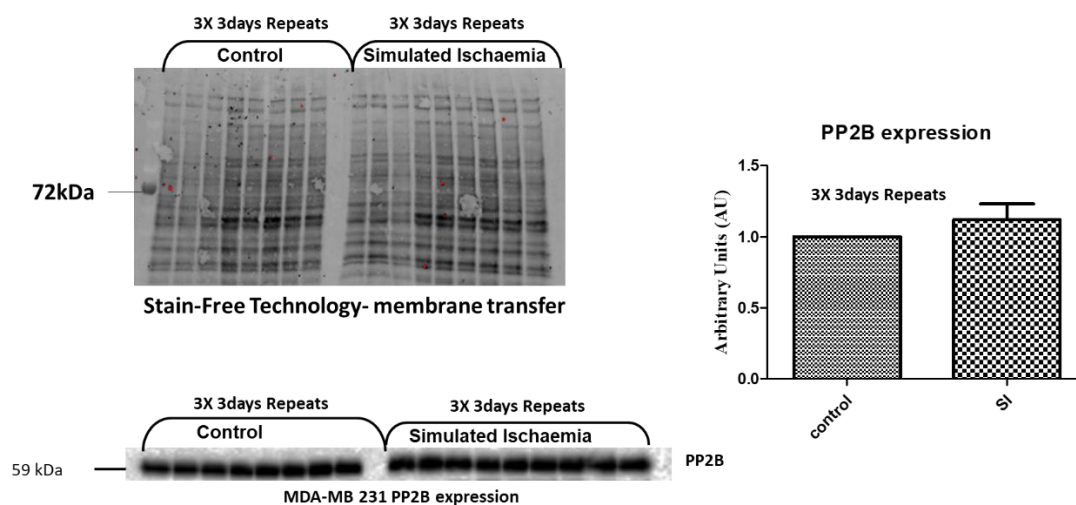 3X 3days Repeats
3X 3days Repeats
Control
Simulated Ischaemia
72kDa
Stain-Free Technology- membrane transfer
3X 3days Repeats
3X 3days Repeats
Control
Simulated Ischaemia
59 kDa
PP2B
MDA-MB 231 PP2B expression
PP2B expression
3X 3days Repeats
Arbitrary Units (AU)
1.5
1.0
0.5
0.0
control
SI